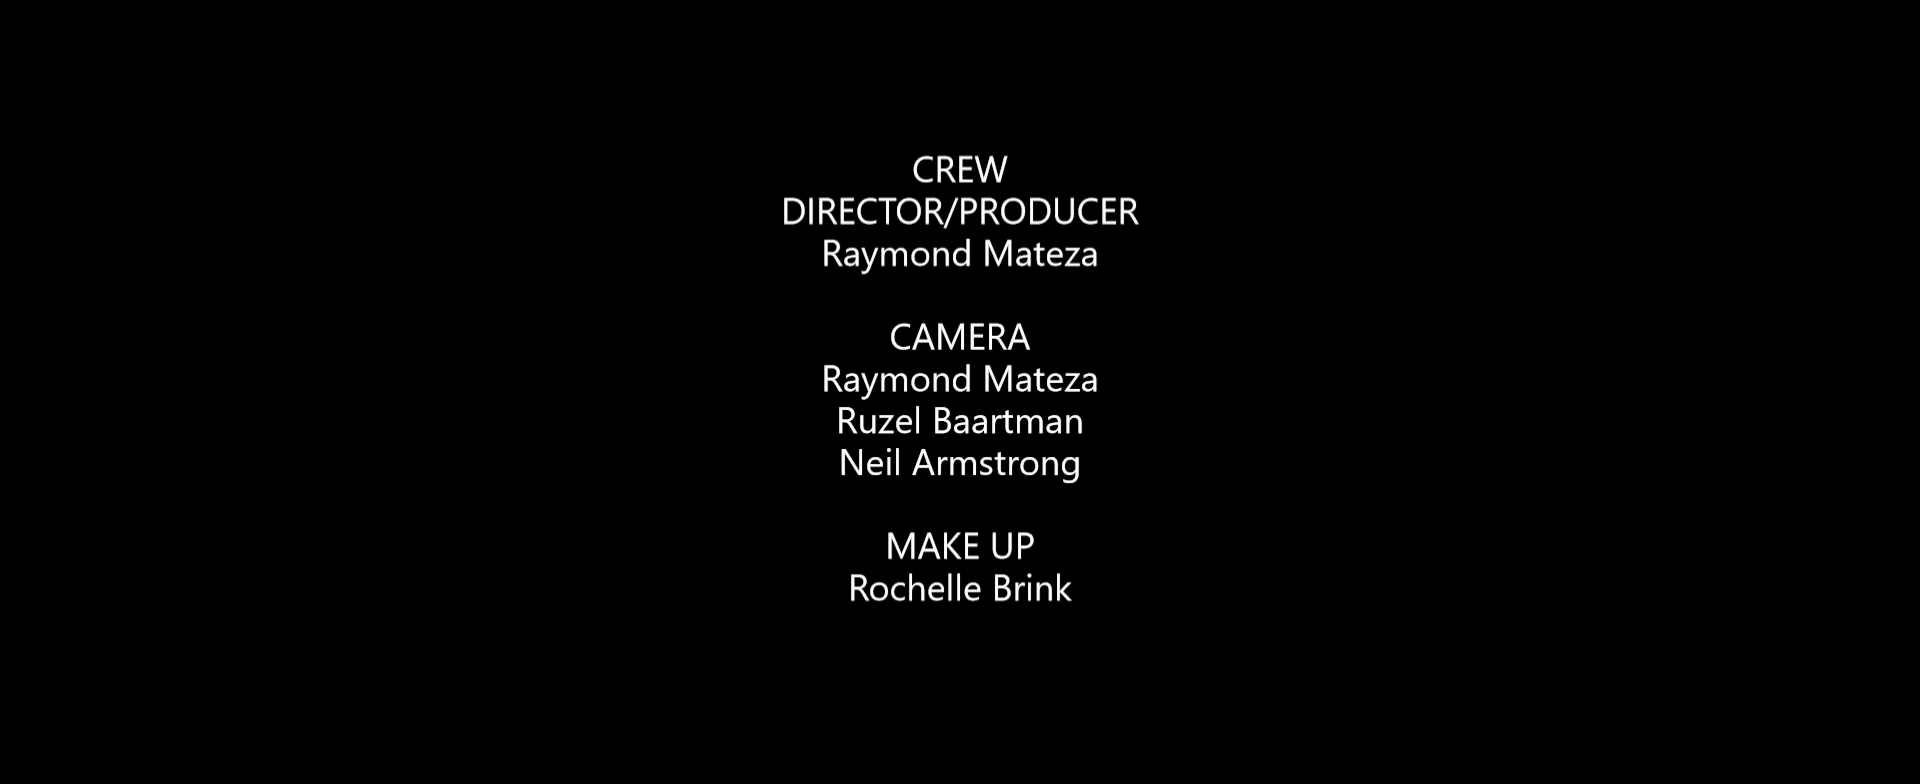 CREW
DIRECTOR/PRODUCER
Raymond Mateza
CAMERA
Raymond Mateza
Ruzel Baartman
Neil Armstrong
MAKE UP
Rochelle Brink